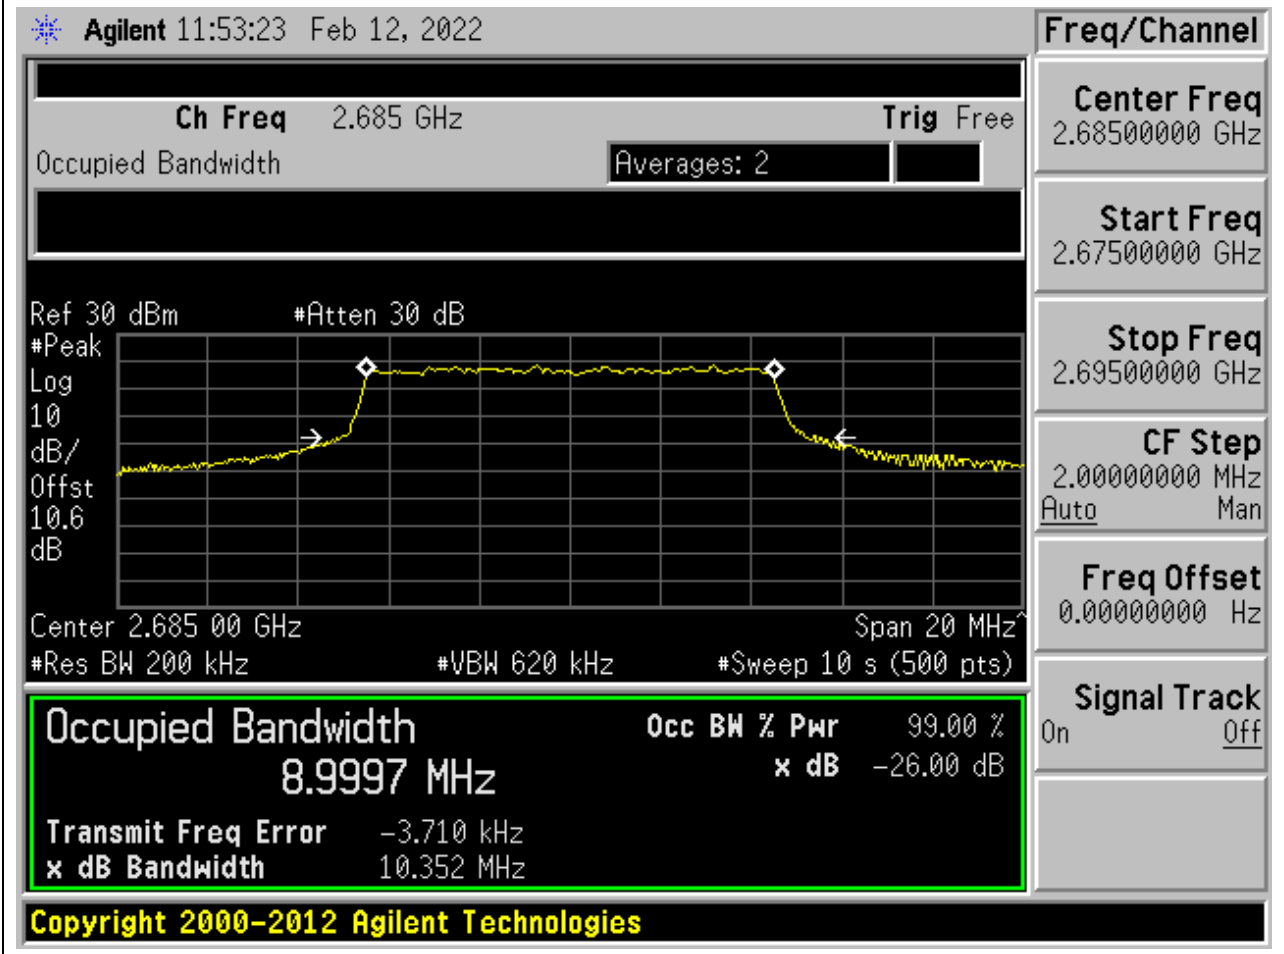 Agilent 11:53:23 Feb 12, 2022
Freq/Channel
Ch Freq 2.685 GHz Trig Free
Occupied Bandwidth Averages: 2
Ref 30 dBm #Atten 30 dB
#Peak
Log
10
dB/
Offst
10.6
dB
Center 2.685 00 GHz Span 20 MHz^
#Res BW 200 kHz #VBW 620 kHz #Sweep 10 s (500 pts)
Occupied Bandwidth Occ BW % Pwr 99.00 %
8.9997 MHz x dB -26.00 dB
Transmit Freq Error -3.710 kHz
x dB Bandwidth 10.352 MHz
Center Freq
2.68500000 GHz
Start Freq
2.67500000 GHz
Stop Freq
2.69500000 GHz
CF Step
2.00000000 MHz
Auto Man
Freq Offset
0.00000000 Hz
Signal Track
On Off
Copyright 2000-2012 Agilent Technologies